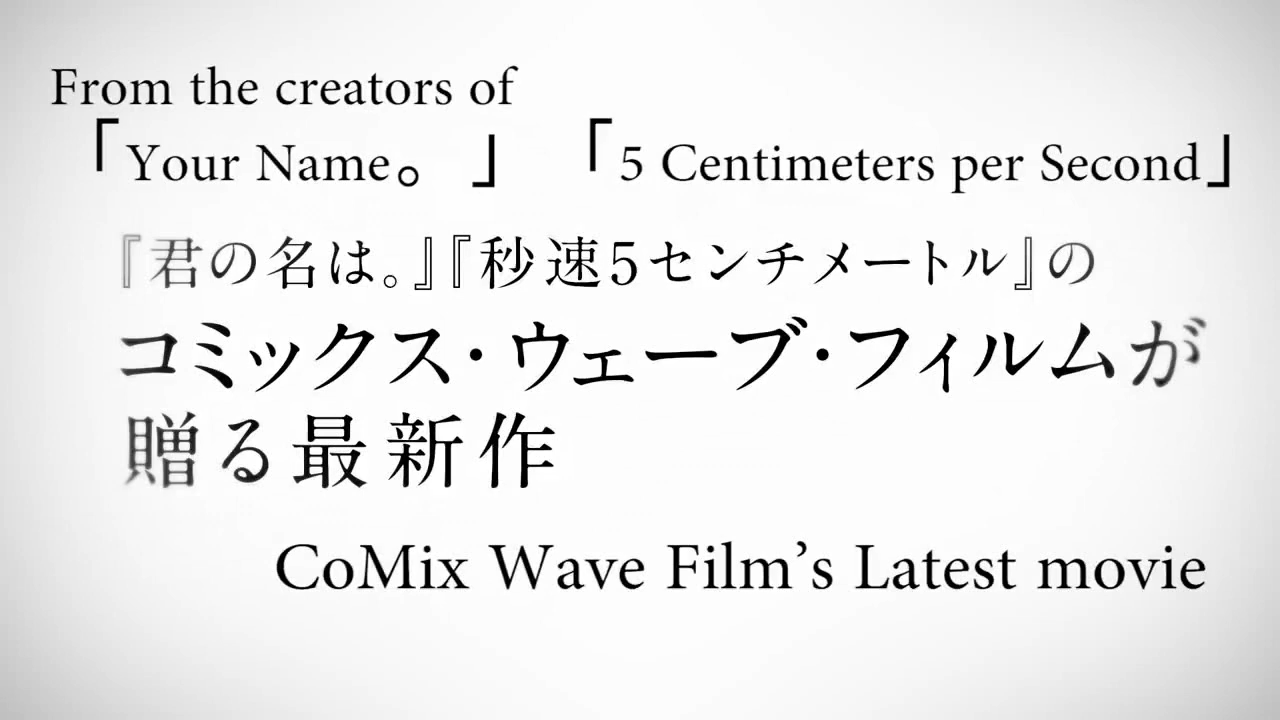 From the creators of
「Your Name。」 「5 Centimeters per Second」
『君の名は。』『秒速5センチメートル』の
コミックス・ウェーブ・フィルムが
贈る最新作
CoMix Wave Film’s Latest movie